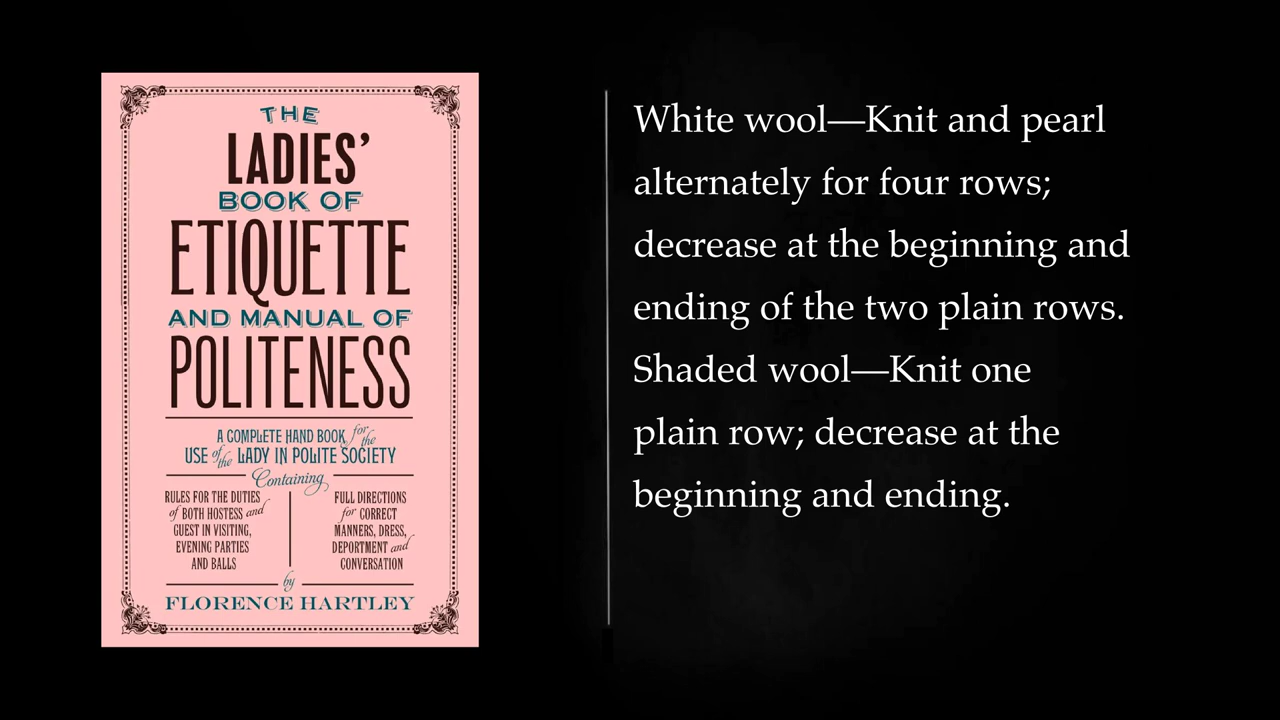 THE
LADIES'
BOOK OF
ETIQUETTE
AND MANUAL OF
POLITENESS
A COMPLETE HAND BOOK for the
USE of the LADY IN POLITE SOCIETY
Containing
RULES FOR THE DUTIES
of BOTH HOSTESS and
GUEST IN VISITING,
EVENING PARTIES
AND BALLS
FULL DIRECTIONS
for CORRECT
MANNERS, DRESS,
DEPORTMENT and
CONVERSATION
by
FLORENCE HARTLEY
White wool—Knit and pearl
alternately for four rows;
decrease at the beginning and
ending of the two plain rows.
Shaded wool—Knit one
plain row; decrease at the
beginning and ending.